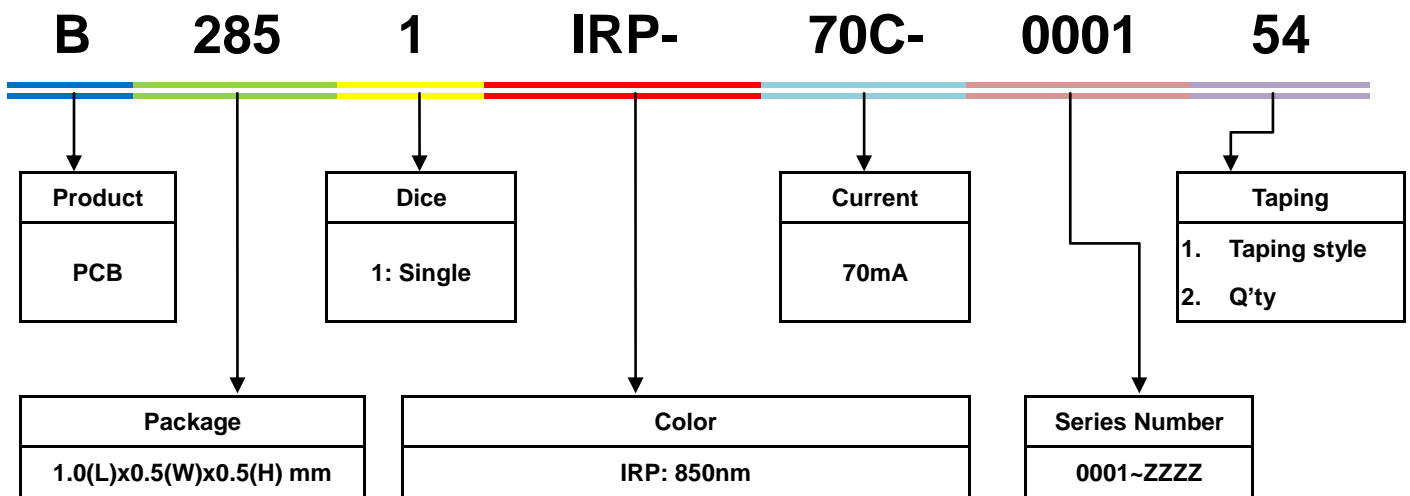 B 285 1 IRP- 70C- 0001 54
Product
PCB
Dice
1: Single
Current
70mA
Taping
1. Taping style
2. Q’ty
Package
1.0(L)x0.5(W)x0.5(H) mm
Color
IRP: 850nm
Series Number
0001~ZZZZ